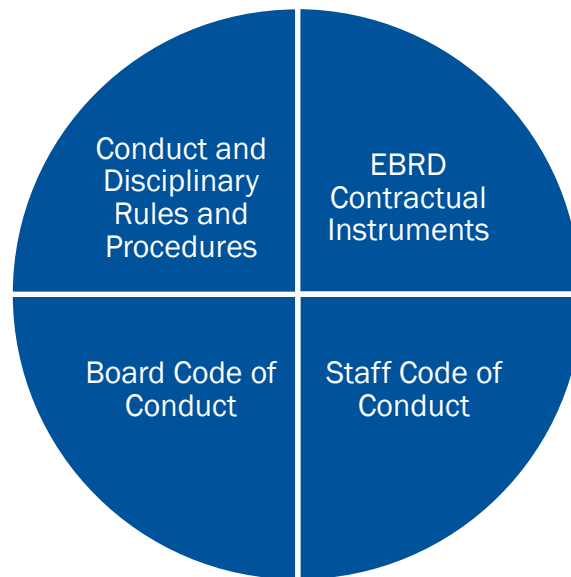 Conduct and
Disciplinary
Rules and
Procedures
EBRD
Contractual
Instruments
Board Code of
Conduct
Staff Code of
Conduct